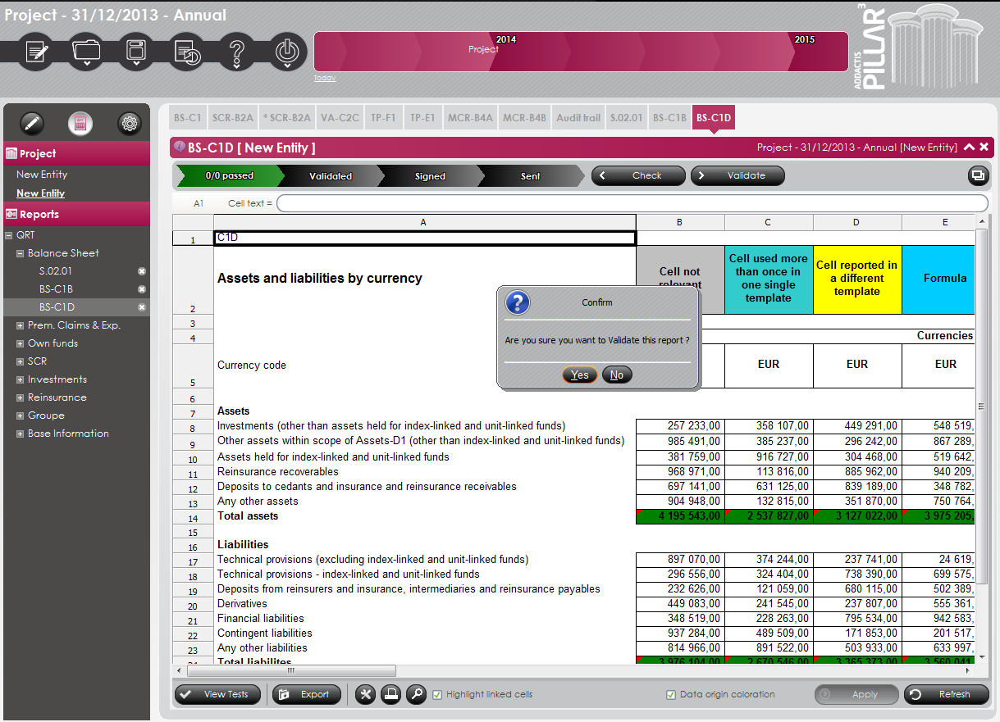 Project - 31/12/2013 - Annual
2014
2015
Project
Today
ADDACTIS
PILLAR3
BS-C1 SCR-B2A * SCR-B2A VA-C2C TP-F1 TP-E1 MCR-B4A MCR-B4B Audit trail S.02.01 BS-C1B BS-C1D
Project
New Entity
New Entity
Reports
QRT
Balance Sheet
S.02.01
BS-C1B
BS-C1D
Prem. Claims & Exp.
Own funds
SCR
Investments
Reinsurance
Groupe
Base Information
BS-C1D [ New Entity ]
Project - 31/12/2013 - Annual [New Entity]
0/0 passed Validated Signed Sent Check Validate
A1 Cell text =
A B C D E
1 C1D
2 Assets and liabilities by currency
Cell not relevant
Cell used more than once in one single template
Cell reported in a different template
Formula
3
4 Currencies
5 Currency code EUR EUR EUR
6
7 Assets
8 Investments (other than assets held for index-linked and unit-linked funds) 257 233,00 358 107,00 449 291,00 548 519,
9 Other assets within scope of Assets-D1 (other than index-linked and unit-linked funds) 985 491,00 385 237,00 296 242,00 867 289,
10 Assets held for index-linked and unit-linked funds 381 759,00 916 727,00 304 468,00 519 642,
11 Reinsurance recoverables 968 971,00 113 816,00 885 962,00 940 209,
12 Deposits to cedants and insurance and reinsurance receivables 697 141,00 631 125,00 839 189,00 348 782,
13 Any other assets 904 948,00 132 815,00 351 870,00 750 764,
14 Total assets 4 195 543,00 2 537 827,00 3 127 022,00 3 975 205,
15
16 Liabilities
17 Technical provisions (excluding index-linked and unit-linked funds) 897 070,00 374 244,00 237 741,00 24 619,
18 Technical provisions - index-linked and unit-linked funds 296 556,00 324 404,00 738 390,00 699 575,
19 Deposits from reinsurers and insurance, intermediaries and reinsurance payables 232 626,00 121 059,00 680 115,00 502 389,
20 Derivatives 449 083,00 241 545,00 237 807,00 555 361,
21 Financial liabilities 348 519,00 228 263,00 795 534,00 942 583,
22 Contingent liabilities 937 284,00 489 509,00 171 853,00 201 517,
23 Any other liabilities 814 966,00 891 522,00 503 933,00 633 997,
24 Total liabilites 3 976 104,00 2 670 546,00 3 365 373,00 3 560 041,
Confirm
Are you sure you want to Validate this report ?
Yes No
View Tests Export Highlight linked cells Data origin coloration Apply Refresh